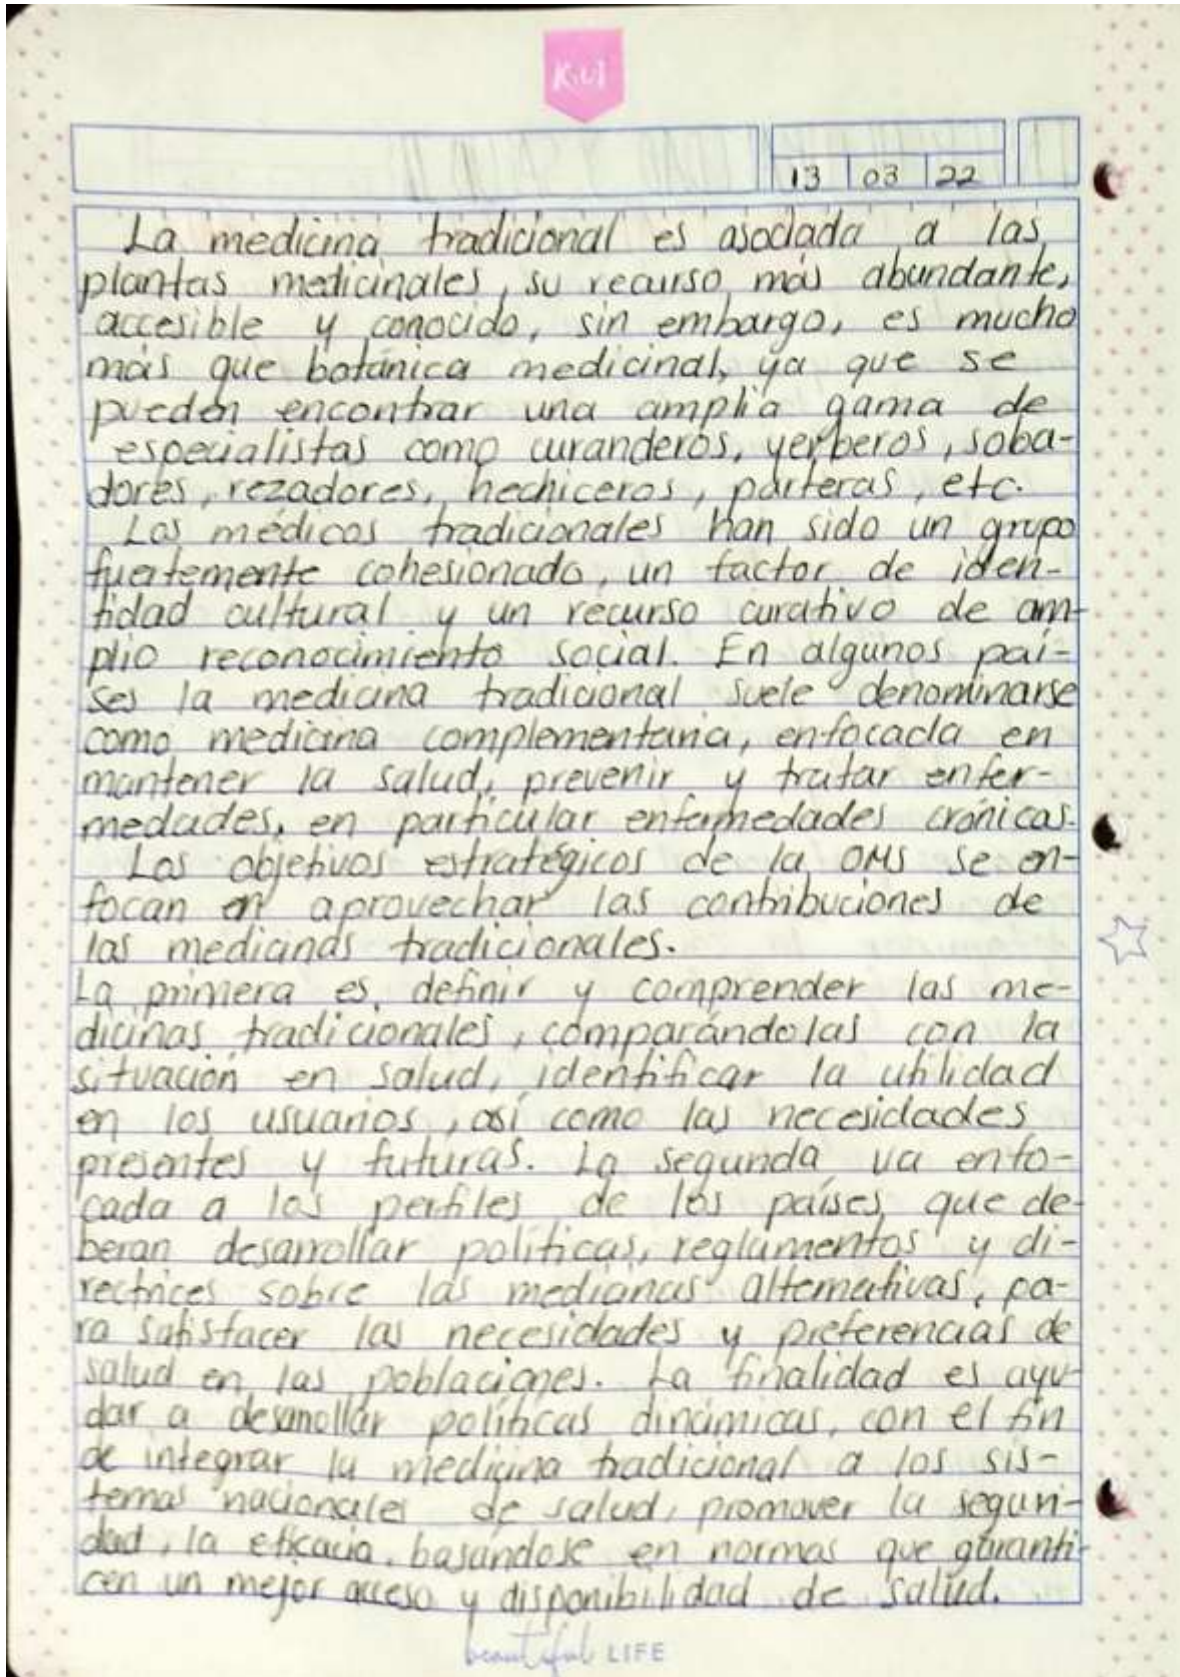 Kiwi
13 03 22
La medicina tradicional es asociada a las
plantas medicinales, su recurso más abundante,
accesible y conocido, sin embargo, es mucho
más que botánica medicinal, ya que se
pueden encontrar una amplia gama de
especialistas como curanderos, yerberos, soba-
dores, rezadores, hechiceros, parteras, etc.
Los médicos tradicionales han sido un grupo
fuertemente cohesionado, un factor de iden-
tidad cultural y un recurso curativo de am-
plio reconocimiento social. En algunos paí-
ses la medicina tradicional suele denominarse
como medicina complementaria, enfocada en
mantener la salud, prevenir y tratar enfer-
medades, en particular enfermedades crónicas.
Los objetivos estratégicos de la OMS se en-
focan en aprovechar las contribuciones de
las medicinas tradicionales.
La primera es definir y comprender las me-
dicinas tradicionales, comparándolas con la
situación en salud, identificar la utilidad
en los usuarios, así como las necesidades
presentes y futuras. La segunda va enfo-
cada a los perfiles de los países que de-
beran desarrollar políticas, reglamentos y di-
rectrices sobre las medicinas alternativas, pa-
ra satisfacer las necesidades y preferencias de
salud en las poblaciones. La finalidad es ayu-
dar a desarrollar políticas dinámicas, con el fin
de integrar la medicina tradicional a los sis-
temas nacionales de salud, promover la seguri-
dad, la eficacia, basandose en normas que garanti-
cen un mejor acceso y disponibilidad de salud.
beautiful LIFE